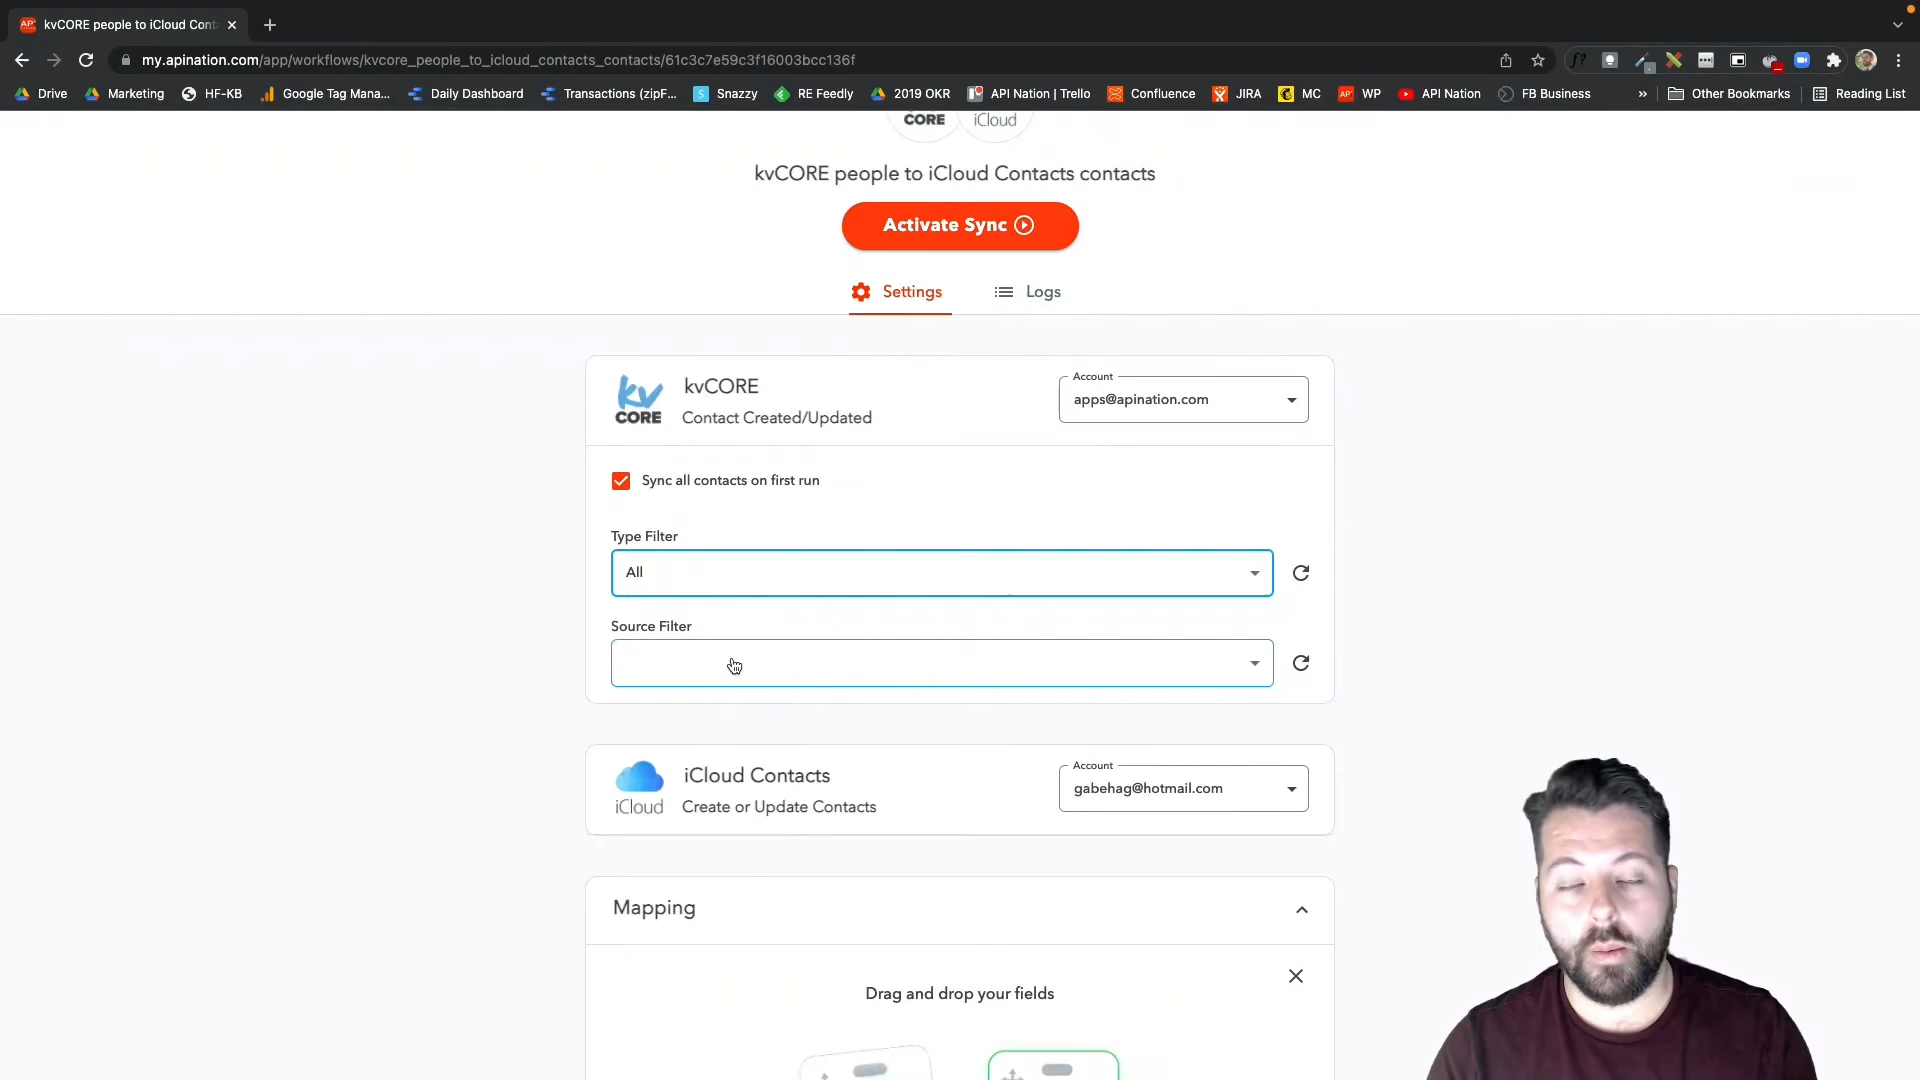 kvCORE people to iCloud Cont
my.apination.com/app/workflows/kvcore_people_to_icloud_contacts_contacts/61c3c7e59c3f16003bcc136f
Drive
Marketing
HF-KB
Google Tag Mana...
Daily Dashboard
Transactions (zipF...
Snazzy
RE Feedly
2019 OKR
API Nation | Trello
Confluence
JIRA
MC
WP
API Nation
FB Business
»
Other Bookmarks
Reading List
CORE
iCloud
kvCORE people to iCloud Contacts contacts
Activate Sync
Settings
Logs
kv
CORE
kvCORE
Contact Created/Updated
Account
apps@apination.com
Sync all contacts on first run
Type Filter
All
Source Filter
iCloud
iCloud Contacts
Create or Update Contacts
Account
gabehag@hotmail.com
Mapping
Drag and drop your fields